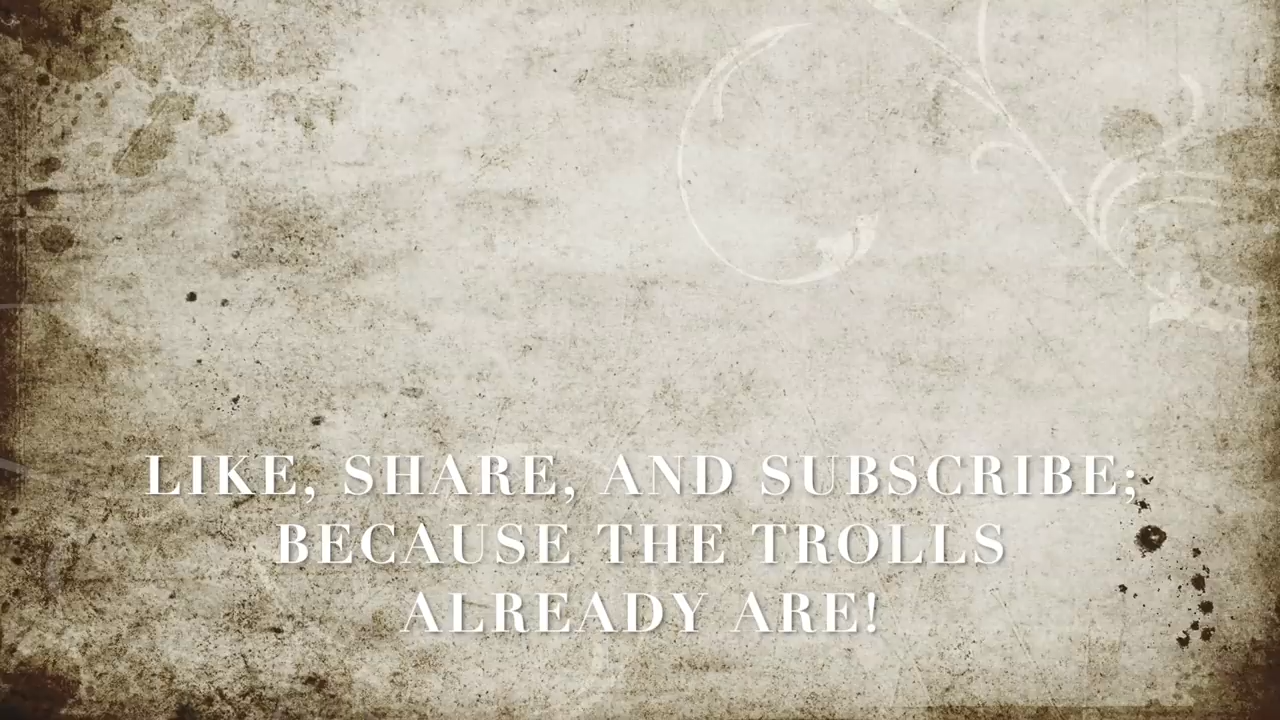 LIKE, SHARE, AND SUBSCRIBE;
BECAUSE THE TROLLS
ALREADY ARE!